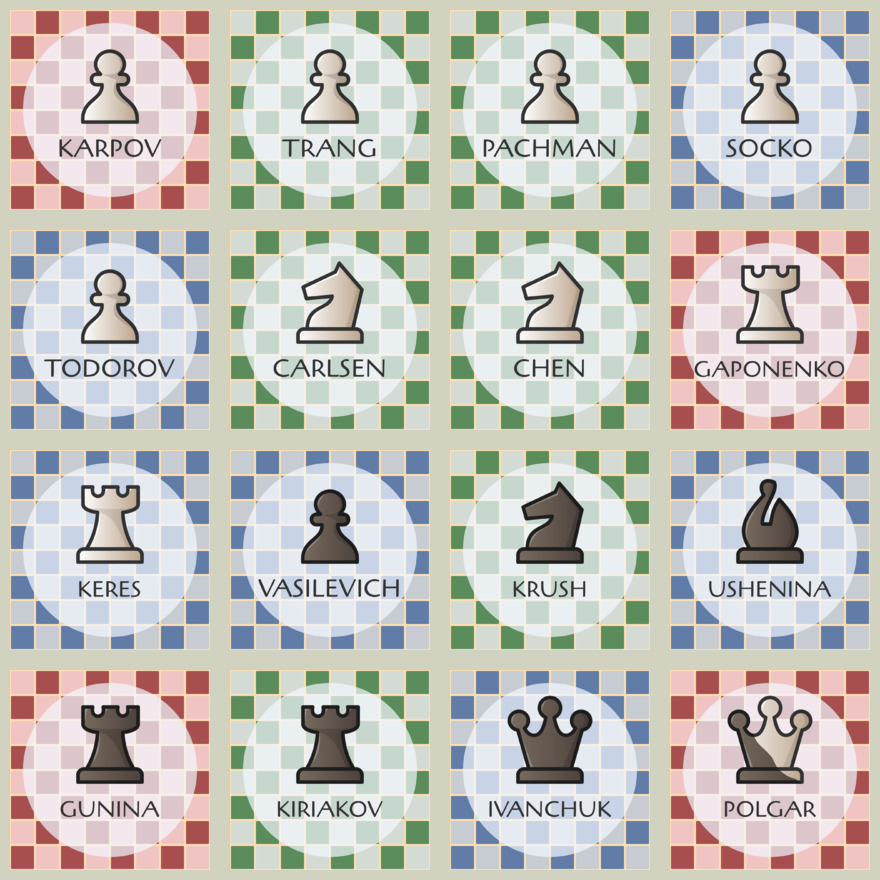 KARPOV
TRANG
PACHMAN
SOCKO
TODOROV
CARLSEN
CHEN
GAPONENKO
KERES
VASILEVICH
KRUSH
USHENINA
GUNINA
KIRIAKOV
IVANCHUK
POLGAR